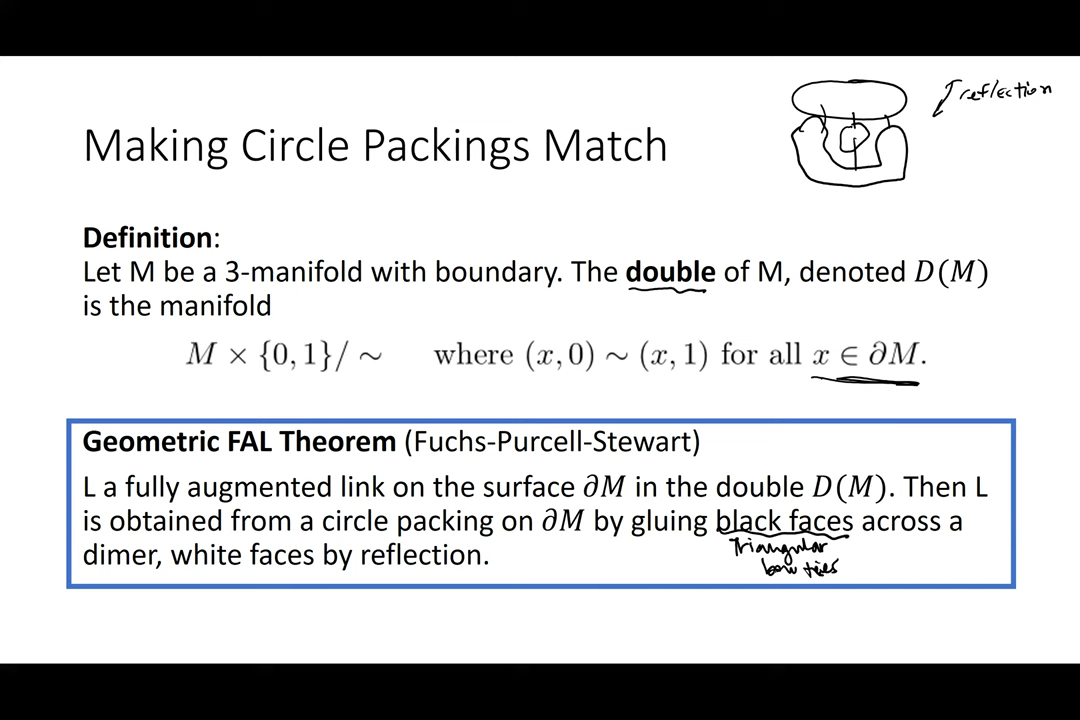 reflection
Making Circle Packings Match
Definition:
Let M be a 3-manifold with boundary. The double of M, denoted D(M)
is the manifold
M × {0, 1}/ ∼ where (x, 0) ∼ (x, 1) for all x ∈ ∂M.
Geometric FAL Theorem (Fuchs-Purcell-Stewart)
L a fully augmented link on the surface ∂M in the double D(M). Then L
is obtained from a circle packing on ∂M by gluing black faces across a
dimer, white faces by reflection.
Triangular
bow ties